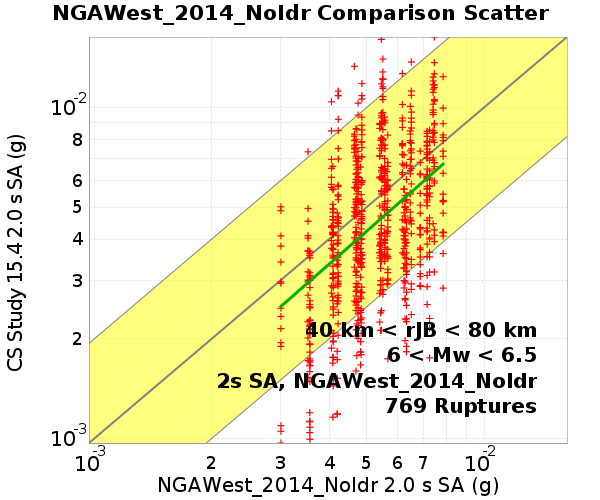 NGAWest_2014_NoIdr Comparison Scatter
CS Study 15.4 2.0 s SA (g)
10-2
8
6
5
4
3
2
10-3
40 km < rJB < 80 km
6 < Mw < 6.5
2s SA, NGAWest_2014_NoIdr
769 Ruptures
10-3 2 3 4 5 6 7 10-2
NGAWest_2014_NoIdr 2.0 s SA (g)